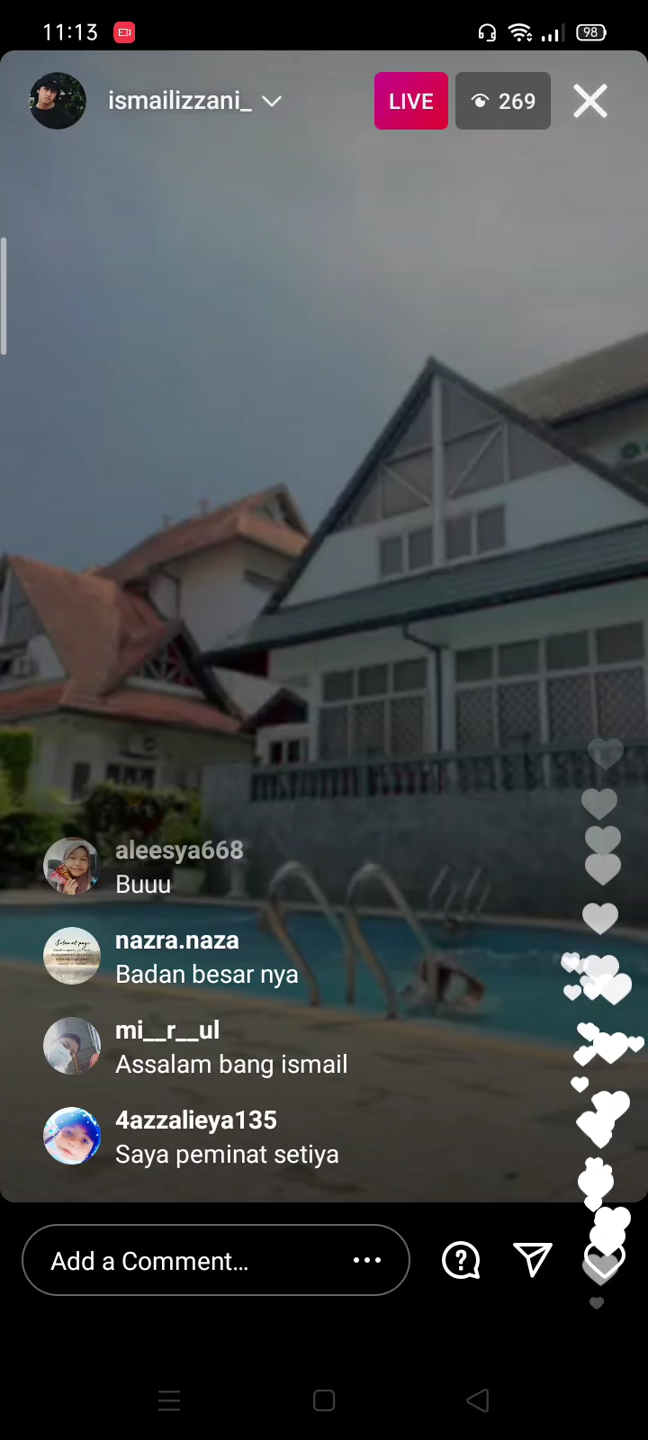 11:13
98
ismailizzani_
LIVE
269
aleesya668
Buuu
nazra.naza
Badan besar nya
mi__r__ul
Assalam bang ismail
4azzalieya135
Saya peminat setiya
Add a Comment...